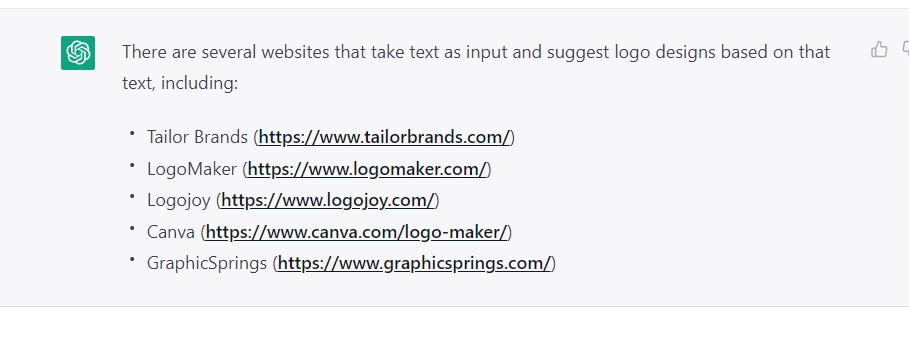 There are several websites that take text as input and suggest logo designs based on that
text, including:
• Tailor Brands (https://www.tailorbrands.com/)
• LogoMaker (https://www.logomaker.com/)
• Logojoy (https://www.logojoy.com/)
• Canva (https://www.canva.com/logo-maker/)
• GraphicSprings (https://www.graphicsprings.com/)